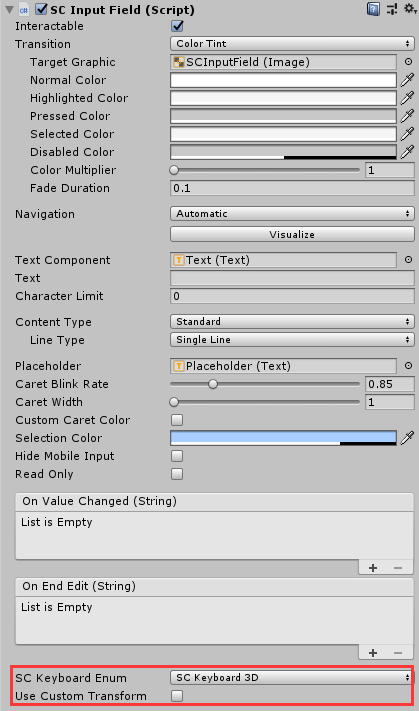 SC Input Field (Script)
Interactable
Transition Color Tint
Target Graphic SCInputField (Image)
Normal Color
Highlighted Color
Pressed Color
Selected Color
Disabled Color
Color Multiplier 1
Fade Duration 0.1
Navigation Automatic
Visualize
Text Component Text (Text)
Text
Character Limit 0
Content Type Standard
Line Type Single Line
Placeholder Placeholder (Text)
Caret Blink Rate 0.85
Caret Width 1
Custom Caret Color
Selection Color
Hide Mobile Input
Read Only
On Value Changed (String)
List is Empty
+ −
On End Edit (String)
List is Empty
+ −
SC Keyboard Enum SC Keyboard 3D
Use Custom Transform